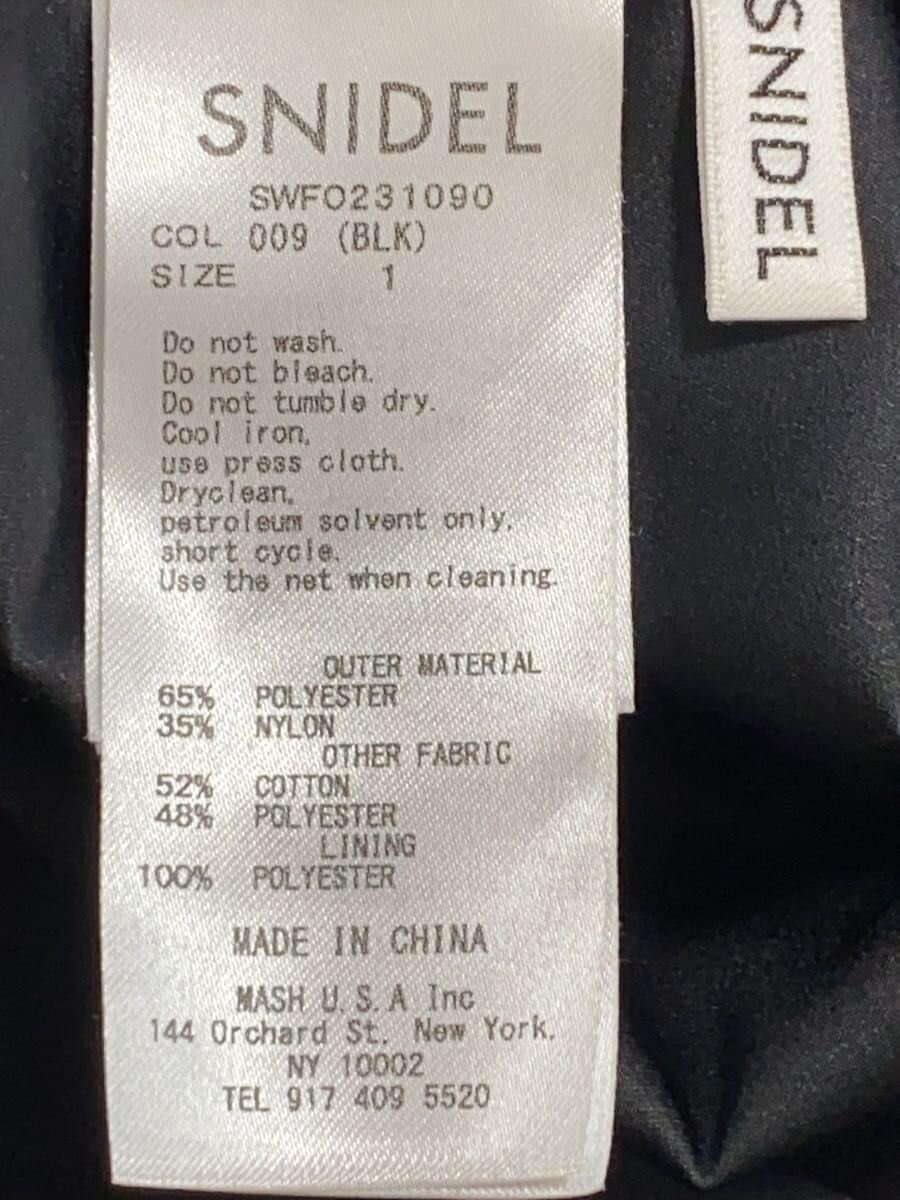 SNIDEL
SWFO231090
COL 009 (BLK)
SIZE 1
Do not wash.
Do not bleach.
Do not tumble dry.
Cool iron,
use press cloth.
Dryclean,
petroleum solvent only,
short cycle.
Use the net when cleaning.
OUTER MATERIAL
65% POLYESTER
35% NYLON
OTHER FABRIC
52% COTTON
48% POLYESTER
LINING
100% POLYESTER
MADE IN CHINA
MASH U.S.A Inc
144 Orchard St. New York.
NY 10002
TEL 917 409 5520
SNIDEL